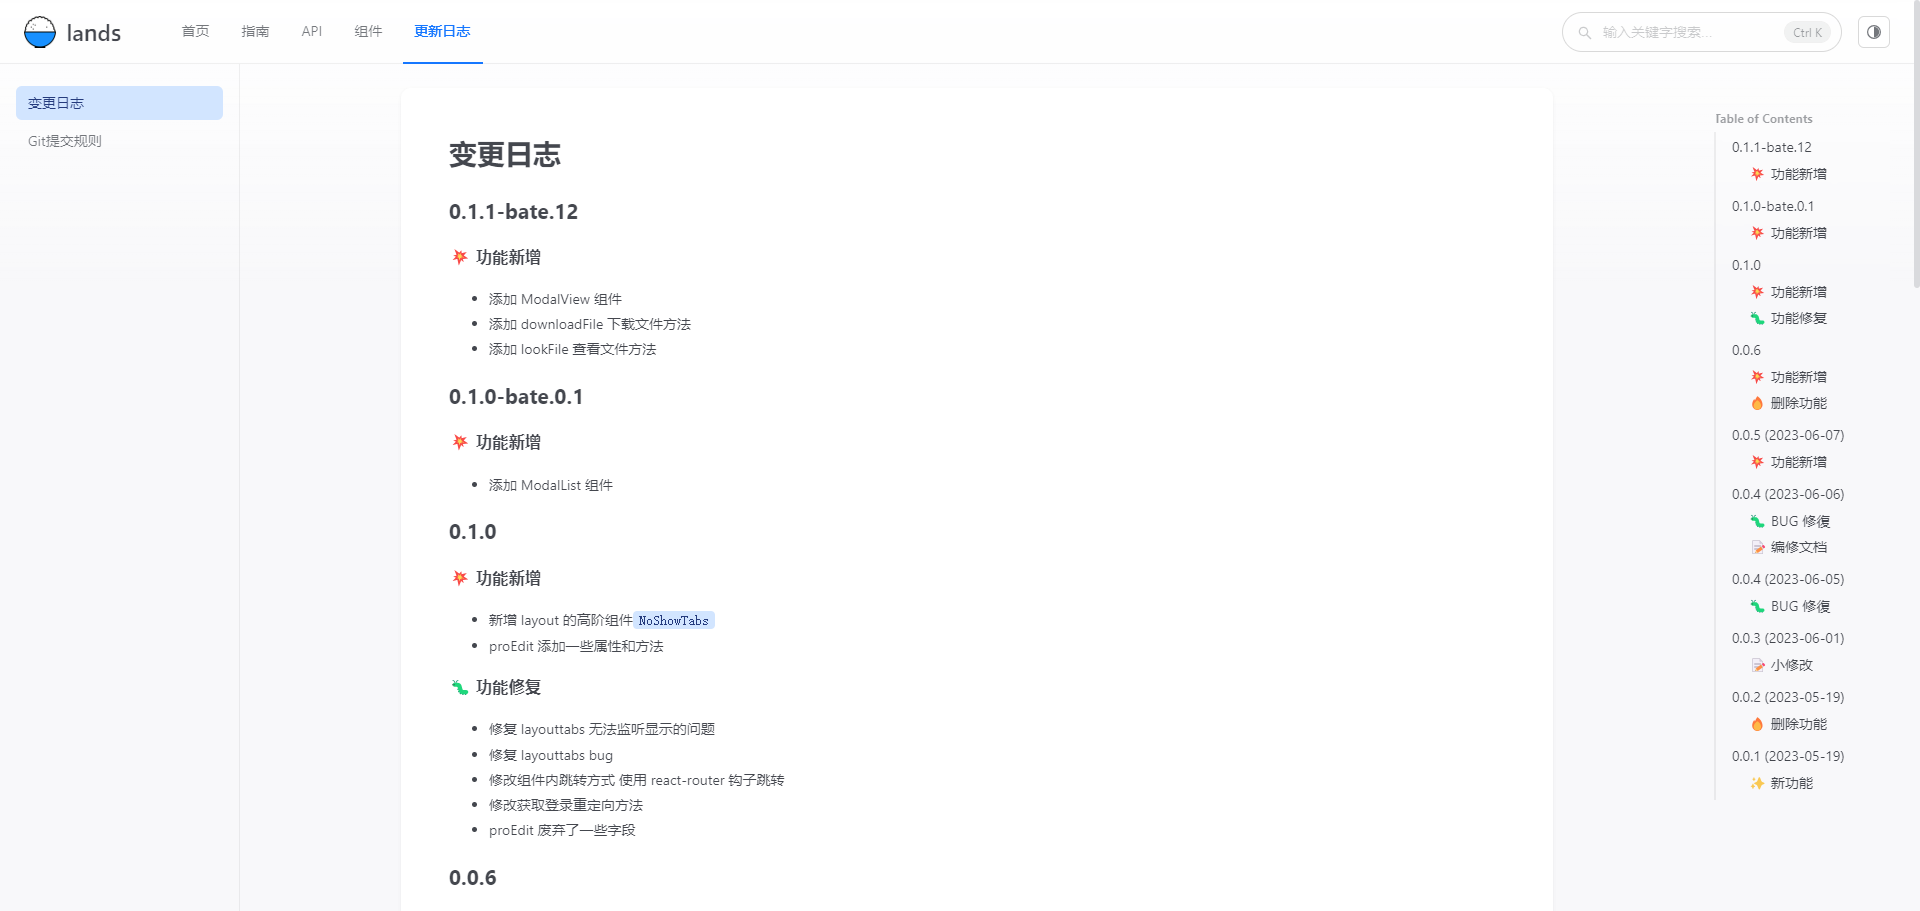 lands
首页
指南
API
组件
更新日志
输入关键字搜索...
Ctrl K
变更日志
Git提交规则
变更日志
0.1.1-bate.12
💥 功能新增
添加 ModalView 组件
添加 downloadFile 下载文件方法
添加 lookFile 查看文件方法
0.1.0-bate.0.1
💥 功能新增
添加 ModalList 组件
0.1.0
💥 功能新增
新增 layout 的高阶组件NoShowTabs
proEdit 添加一些属性和方法
🐛 功能修复
修复 layouttabs 无法监听显示的问题
修复 layouttabs bug
修改组件内跳转方式 使用 react-router 钩子跳转
修改获取登录重定向方法
proEdit 废弃了一些字段
0.0.6
Table of Contents
0.1.1-bate.12
💥 功能新增
0.1.0-bate.0.1
💥 功能新增
0.1.0
💥 功能新增
🐛 功能修复
0.0.6
💥 功能新增
🔥 删除功能
0.0.5 (2023-06-07)
💥 功能新增
0.0.4 (2023-06-06)
🐛 BUG 修復
📝 编修文档
0.0.4 (2023-06-05)
🐛 BUG 修復
0.0.3 (2023-06-01)
📝 小修改
0.0.2 (2023-05-19)
🔥 删除功能
0.0.1 (2023-05-19)
✨ 新功能